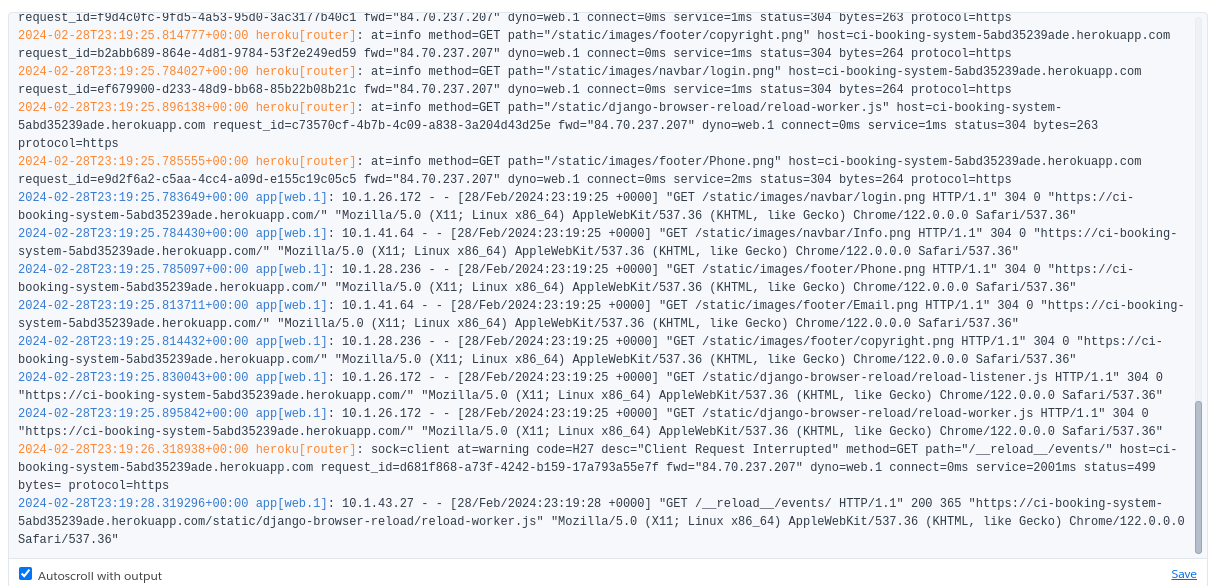 request_id=f9d4c0fc-9fd5-4a53-95d0-3ac3177b40c1 fwd="84.70.237.207" dyno=web.1 connect=0ms service=1ms status=304 bytes=263 protocol=https
2024-02-28T23:19:25.814777+00:00 heroku[router]: at=info method=GET path="/static/images/footer/copyright.png" host=ci-booking-system-5abd35239ade.herokuapp.com
request_id=b2abb689-864e-4d81-9784-53f2e249ed59 fwd="84.70.237.207" dyno=web.1 connect=0ms service=1ms status=304 bytes=264 protocol=https
2024-02-28T23:19:25.784027+00:00 heroku[router]: at=info method=GET path="/static/images/navbar/login.png" host=ci-booking-system-5abd35239ade.herokuapp.com
request_id=ef679900-d233-48d9-bb68-85b22b08b21c fwd="84.70.237.207" dyno=web.1 connect=0ms service=1ms status=304 bytes=264 protocol=https
2024-02-28T23:19:25.896138+00:00 heroku[router]: at=info method=GET path="/static/django-browser-reload/reload-worker.js" host=ci-booking-system-
5abd35239ade.herokuapp.com request_id=c73570cf-4b7b-4c09-a838-3a204d43d25e fwd="84.70.237.207" dyno=web.1 connect=0ms service=1ms status=304 bytes=263
protocol=https
2024-02-28T23:19:25.785555+00:00 heroku[router]: at=info method=GET path="/static/images/footer/Phone.png" host=ci-booking-system-5abd35239ade.herokuapp.com
request_id=e9d2f6a2-c5aa-4cc4-a09d-e155c19c05c5 fwd="84.70.237.207" dyno=web.1 connect=0ms service=2ms status=304 bytes=264 protocol=https
2024-02-28T23:19:25.783649+00:00 app[web.1]: 10.1.26.172 - - [28/Feb/2024:23:19:25 +0000] "GET /static/images/navbar/login.png HTTP/1.1" 304 0 "https://ci-
booking-system-5abd35239ade.herokuapp.com/" "Mozilla/5.0 (X11; Linux x86_64) AppleWebKit/537.36 (KHTML, like Gecko) Chrome/122.0.0.0 Safari/537.36"
2024-02-28T23:19:25.784430+00:00 app[web.1]: 10.1.41.64 - - [28/Feb/2024:23:19:25 +0000] "GET /static/images/navbar/Info.png HTTP/1.1" 304 0 "https://ci-booking-
system-5abd35239ade.herokuapp.com/" "Mozilla/5.0 (X11; Linux x86_64) AppleWebKit/537.36 (KHTML, like Gecko) Chrome/122.0.0.0 Safari/537.36"
2024-02-28T23:19:25.785097+00:00 app[web.1]: 10.1.28.236 - - [28/Feb/2024:23:19:25 +0000] "GET /static/images/footer/Phone.png HTTP/1.1" 304 0 "https://ci-
booking-system-5abd35239ade.herokuapp.com/" "Mozilla/5.0 (X11; Linux x86_64) AppleWebKit/537.36 (KHTML, like Gecko) Chrome/122.0.0.0 Safari/537.36"
2024-02-28T23:19:25.813711+00:00 app[web.1]: 10.1.41.64 - - [28/Feb/2024:23:19:25 +0000] "GET /static/images/footer/Email.png HTTP/1.1" 304 0 "https://ci-booking-
system-5abd35239ade.herokuapp.com/" "Mozilla/5.0 (X11; Linux x86_64) AppleWebKit/537.36 (KHTML, like Gecko) Chrome/122.0.0.0 Safari/537.36"
2024-02-28T23:19:25.814432+00:00 app[web.1]: 10.1.28.236 - - [28/Feb/2024:23:19:25 +0000] "GET /static/images/footer/copyright.png HTTP/1.1" 304 0 "https://ci-
booking-system-5abd35239ade.herokuapp.com/" "Mozilla/5.0 (X11; Linux x86_64) AppleWebKit/537.36 (KHTML, like Gecko) Chrome/122.0.0.0 Safari/537.36"
2024-02-28T23:19:25.830043+00:00 app[web.1]: 10.1.26.172 - - [28/Feb/2024:23:19:25 +0000] "GET /static/django-browser-reload/reload-listener.js HTTP/1.1" 304 0
"https://ci-booking-system-5abd35239ade.herokuapp.com/" "Mozilla/5.0 (X11; Linux x86_64) AppleWebKit/537.36 (KHTML, like Gecko) Chrome/122.0.0.0 Safari/537.36"
2024-02-28T23:19:25.895842+00:00 app[web.1]: 10.1.26.172 - - [28/Feb/2024:23:19:25 +0000] "GET /static/django-browser-reload/reload-worker.js HTTP/1.1" 304 0
"https://ci-booking-system-5abd35239ade.herokuapp.com/" "Mozilla/5.0 (X11; Linux x86_64) AppleWebKit/537.36 (KHTML, like Gecko) Chrome/122.0.0.0 Safari/537.36"
2024-02-28T23:19:26.318938+00:00 heroku[router]: sock=client at=warning code=H27 desc="Client Request Interrupted" method=GET path="/__reload__/events/" host=ci-
booking-system-5abd35239ade.herokuapp.com request_id=d681f868-a73f-4242-b159-17a793a55e7f fwd="84.70.237.207" dyno=web.1 connect=0ms service=2001ms status=499
bytes= protocol=https
2024-02-28T23:19:28.319296+00:00 app[web.1]: 10.1.43.27 - - [28/Feb/2024:23:19:28 +0000] "GET /__reload__/events/ HTTP/1.1" 200 365 "https://ci-booking-system-
5abd35239ade.herokuapp.com/static/django-browser-reload/reload-worker.js" "Mozilla/5.0 (X11; Linux x86_64) AppleWebKit/537.36 (KHTML, like Gecko) Chrome/122.0.0.0
Safari/537.36"
Autoscroll with output
Save